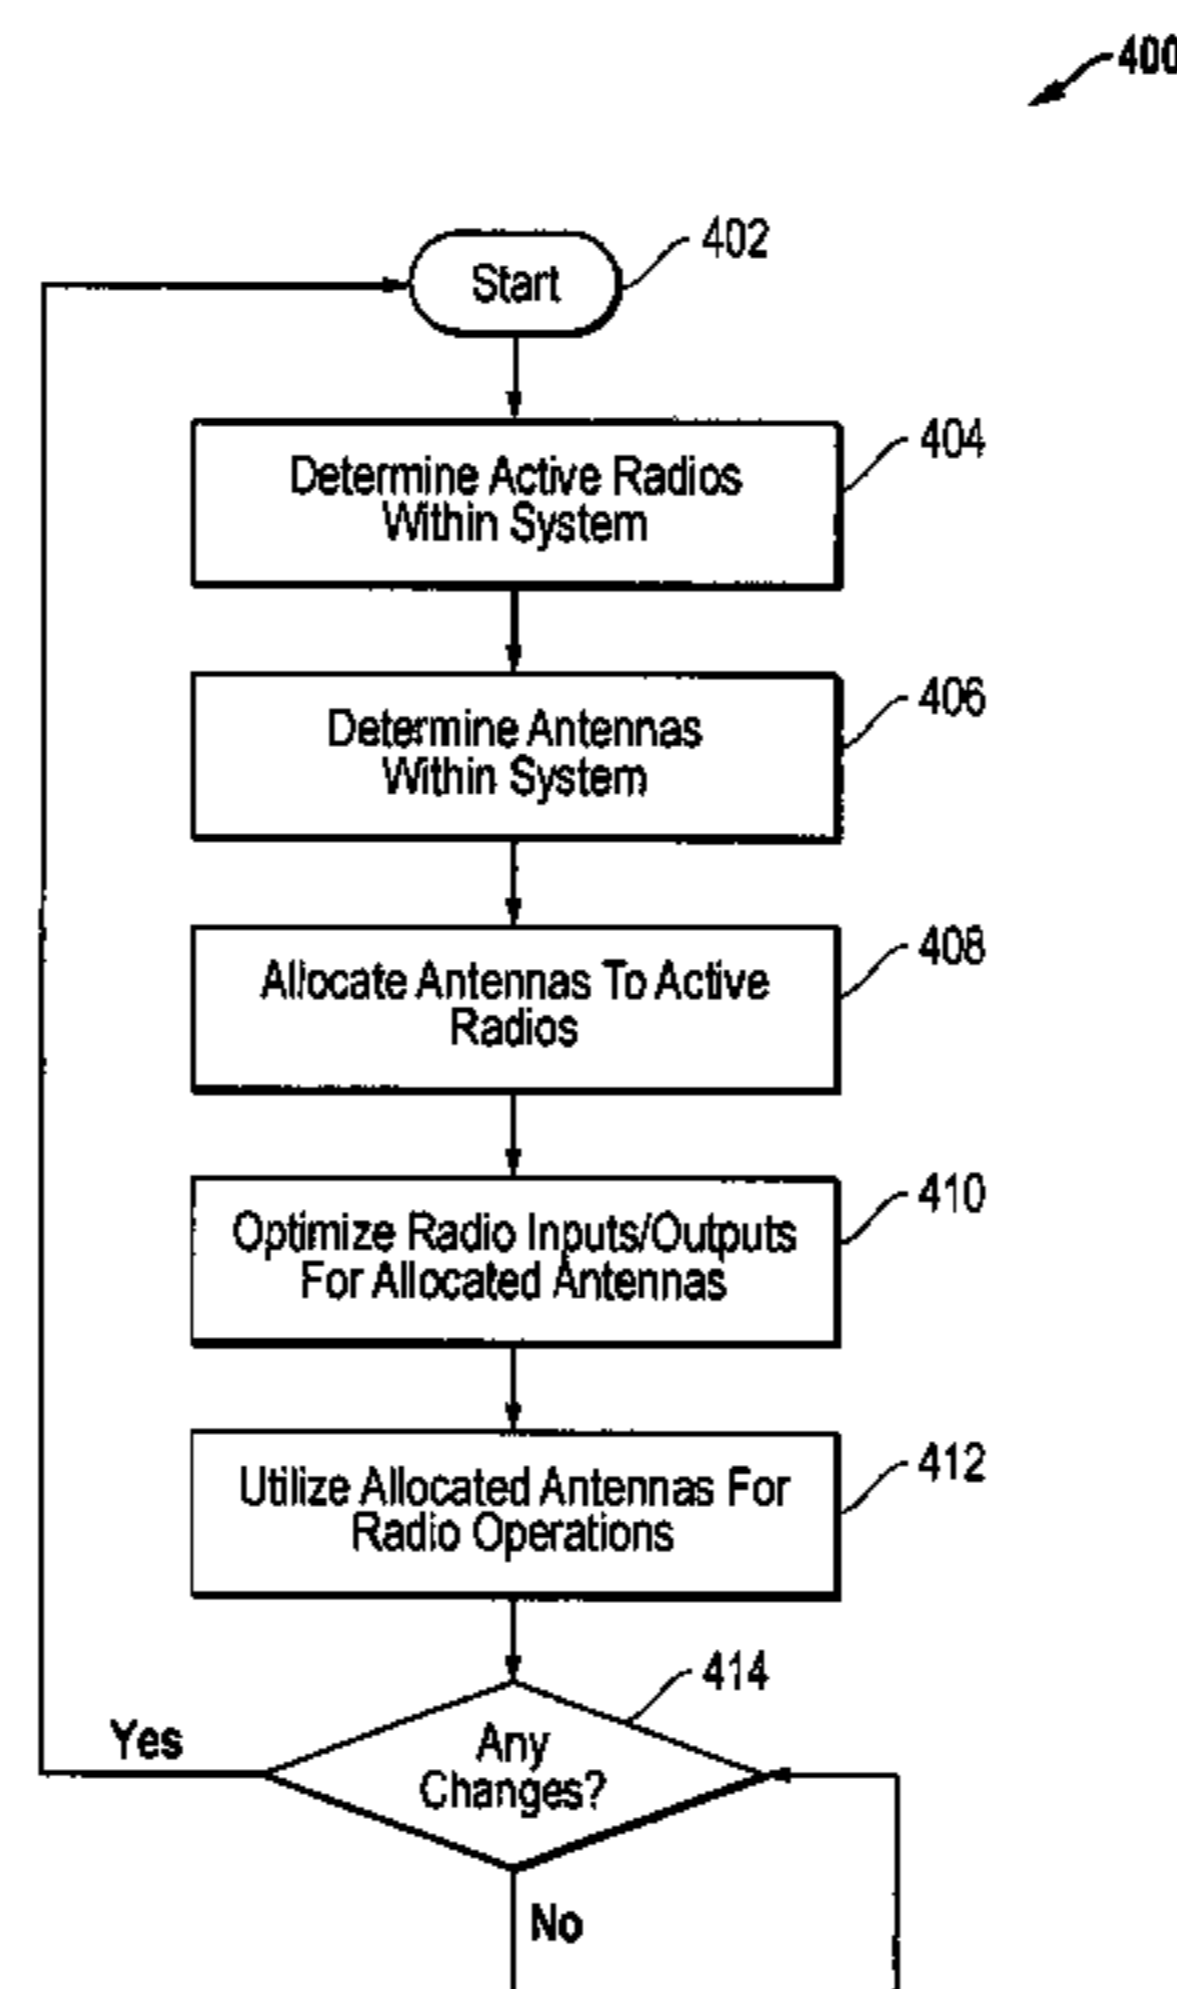 400
402
Start
404
Determine Active Radios
Within System
406
Determine Antennas
Within System
408
Allocate Antennas To Active
Radios
410
Optimize Radio Inputs/Outputs
For Allocated Antennas
412
Utilize Allocated Antennas For
Radio Operations
414
Yes
Any
Changes?
No